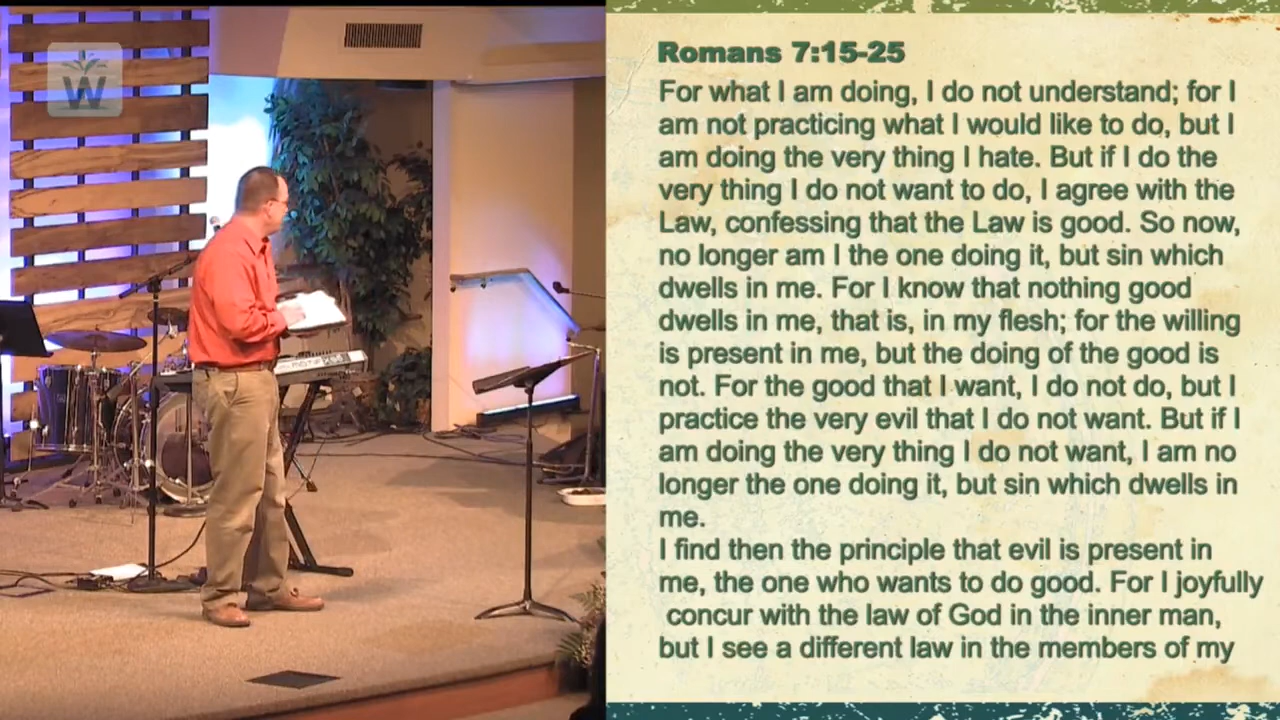 W
Romans 7:15-25
For what I am doing, I do not understand; for I
am not practicing what I would like to do, but I
am doing the very thing I hate. But if I do the
very thing I do not want to do, I agree with the
Law, confessing that the Law is good. So now,
no longer am I the one doing it, but sin which
dwells in me. For I know that nothing good
dwells in me, that is, in my flesh; for the willing
is present in me, but the doing of the good is
not. For the good that I want, I do not do, but I
practice the very evil that I do not want. But if I
am doing the very thing I do not want, I am no
longer the one doing it, but sin which dwells in
me.
I find then the principle that evil is present in
me, the one who wants to do good. For I joyfully
concur with the law of God in the inner man,
but I see a different law in the members of my